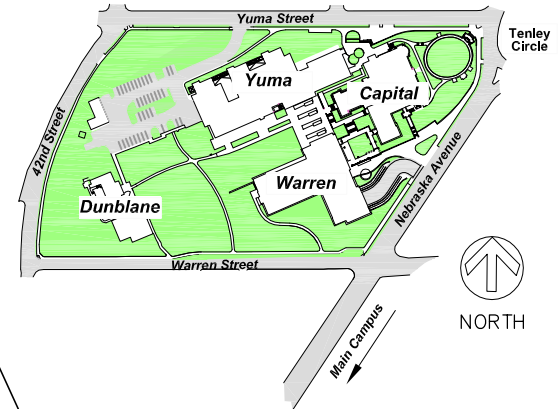 Yuma Street
Tenley
Circle
Yuma
Capital
42nd Street
Nebraska Avenue
Warren
Dunblane
Warren Street
Main Campus
NORTH